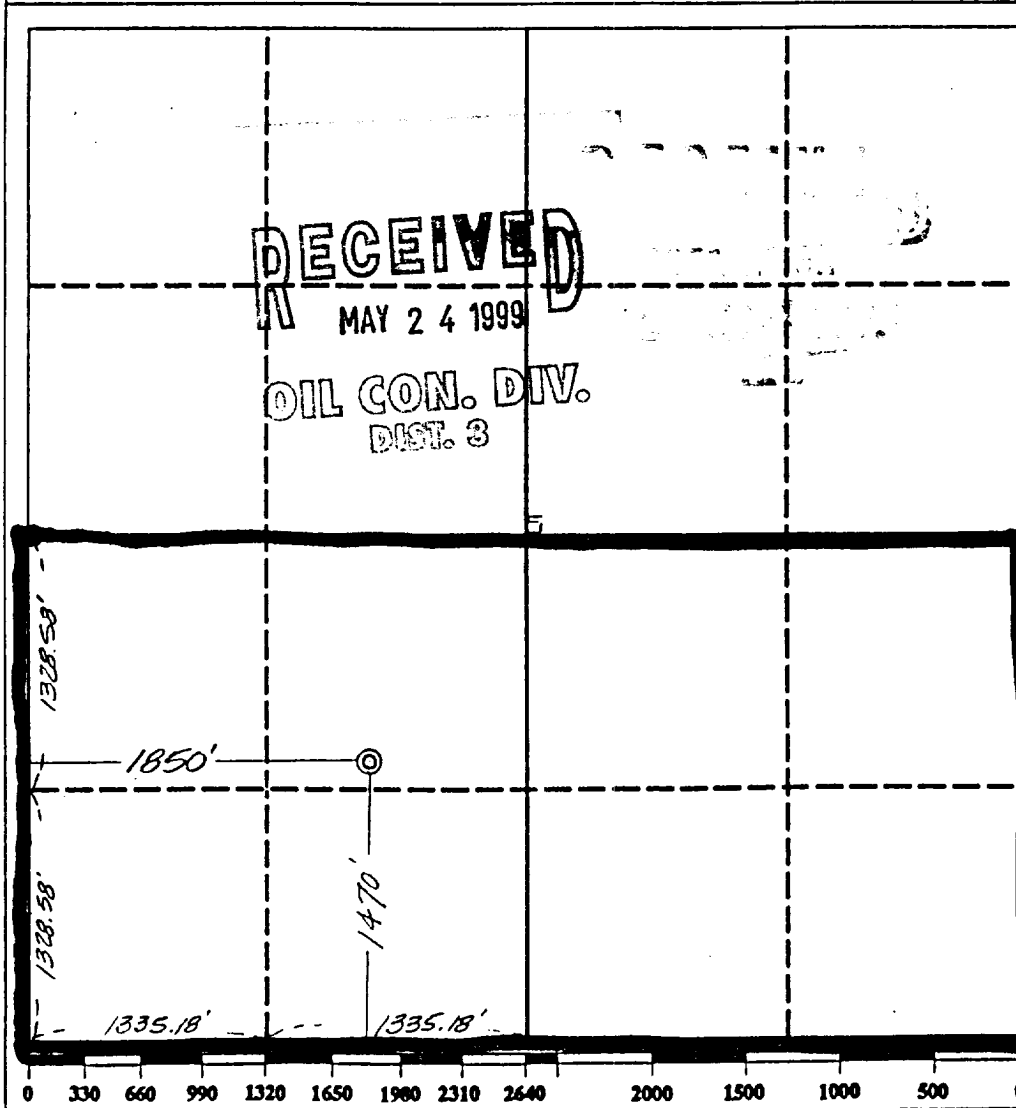 RECEIVED
MAY 2 4 1999
OIL CON. DIV.
DIST. 3
1328.58'
1850'
1470'
1328.58'
1335.18' 1335.18'
0 330 660 990 1320 1650 1980 2310 2640 2000 1500 1000 500